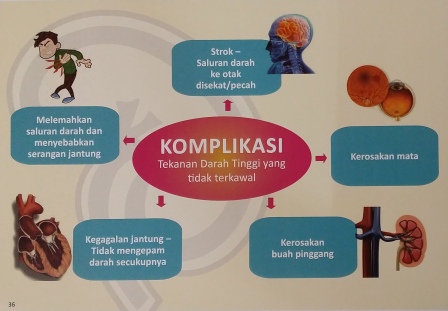 Strok –
Saluran darah
ke otak
disekat/pecah
Melemahkan
saluran darah dan
menyebabkan
serangan jantung
KOMPLIKASI
Tekanan Darah Tinggi yang
tidak terkawal
Kerosakan mata
Kegagalan jantung –
Tidak mengepam
darah secukupnya
Kerosakan
buah pinggang
36